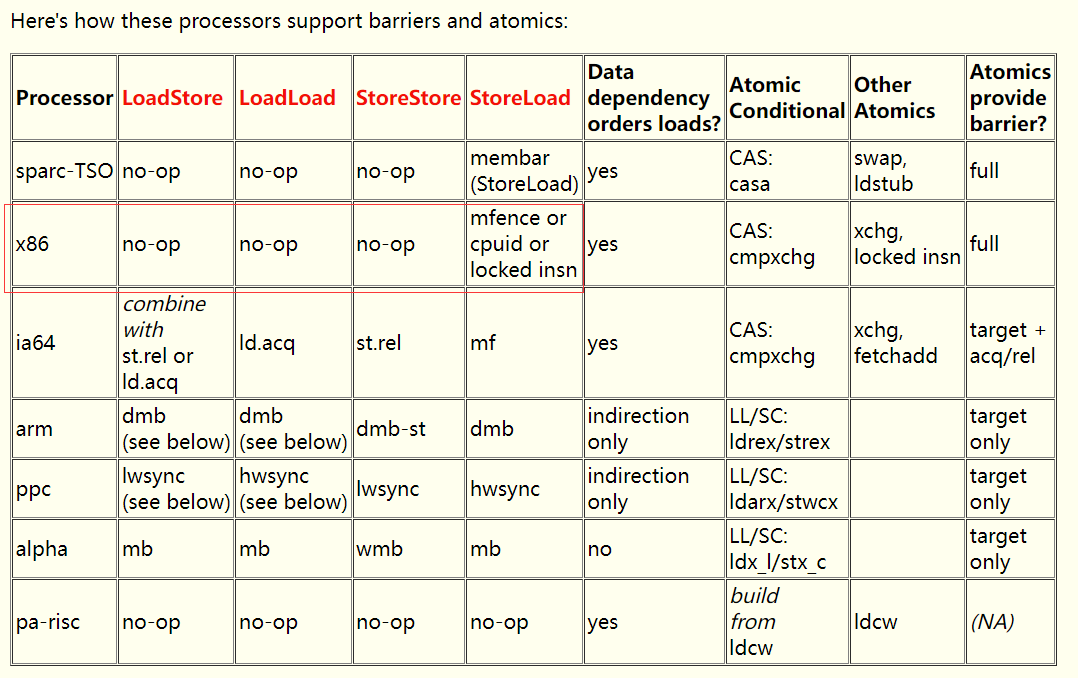 Here's how these processors support barriers and atomics:
Processor LoadStore LoadLoad StoreStore StoreLoad Data dependency orders loads? Atomic Conditional Other Atomics Atomics provide barrier?
sparc-TSO no-op no-op no-op membar (StoreLoad) yes CAS: casa swap, ldstub full
x86 no-op no-op no-op mfence or cpuid or locked insn yes CAS: cmpxchg xchg, locked insn full
ia64 combine with st.rel or ld.acq ld.acq st.rel mf yes CAS: cmpxchg xchg, fetchadd target + acq/rel
arm dmb (see below) dmb (see below) dmb-st dmb indirection only LL/SC: ldrex/strex target only
ppc lwsync (see below) hwsync (see below) lwsync hwsync indirection only LL/SC: ldarx/stwcx target only
alpha mb mb wmb mb no LL/SC: ldx_l/stx_c target only
pa-risc no-op no-op no-op no-op yes build from ldcw ldcw (NA)